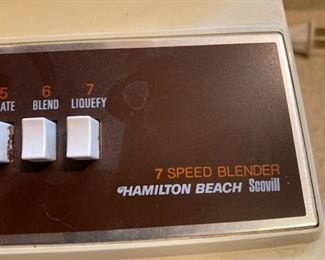 5 6 7
ATE BLEND LIQUEFY
7 SPEED BLENDER
HAMILTON BEACH Scovill